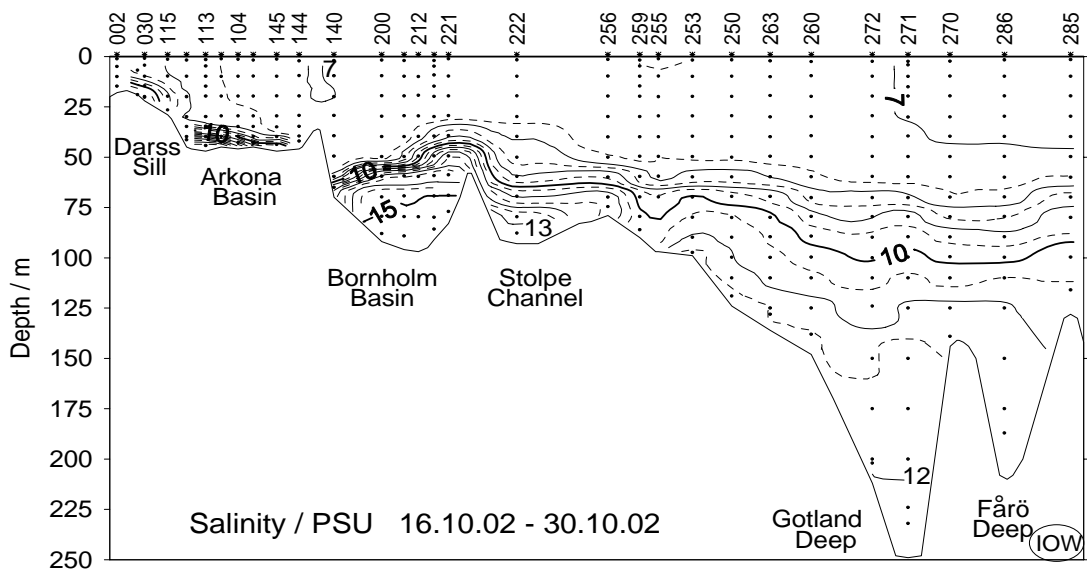 002 030 115 113 104 144 140 200 212 221 222 256 259 255 253 250 263 260 272 271 270 286 285
0
25
50
75
100
125
150
175
200
225
250
Depth / m
7
7
10
10
10
15
13
12
Darss
Sill
Arkona
Basin
Bornholm
Basin
Stolpe
Channel
Gotland
Deep
Fårö
Deep
Salinity / PSU 16.10.02 - 30.10.02
IOW